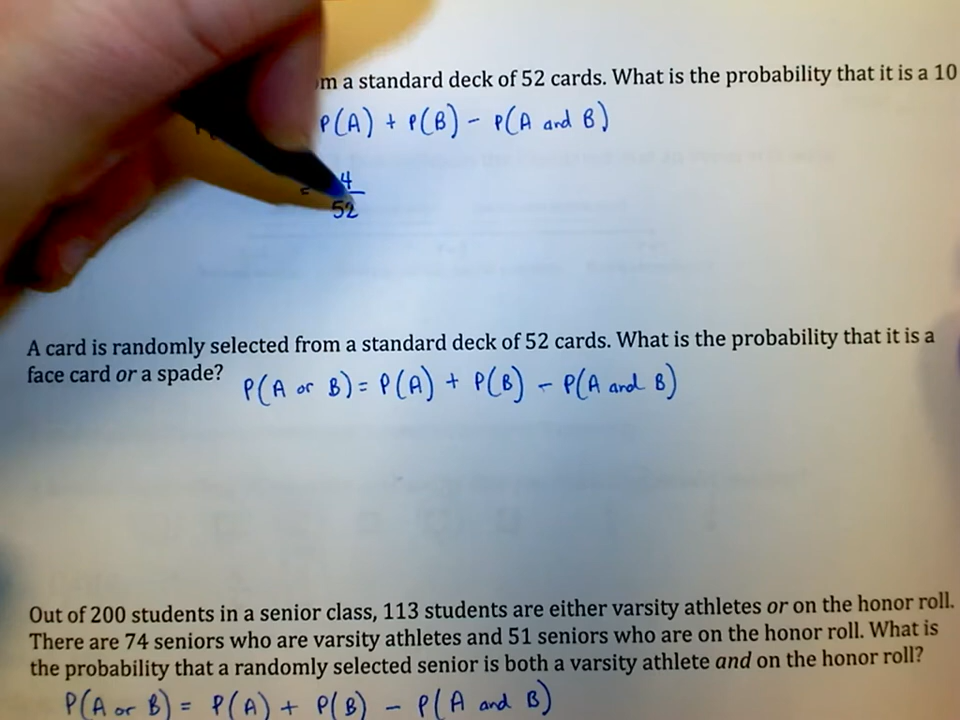 m a standard deck of 52 cards. What is the probability that it is a 10
P(A) + P(B) - P(A and B)
= 4/52
A card is randomly selected from a standard deck of 52 cards. What is the probability that it is a
face card or a spade?
P(A or B) = P(A) + P(B) - P(A and B)
Out of 200 students in a senior class, 113 students are either varsity athletes or on the honor roll.
There are 74 seniors who are varsity athletes and 51 seniors who are on the honor roll. What is
the probability that a randomly selected senior is both a varsity athlete and on the honor roll?
P(A or B) = P(A) + P(B) - P(A and B)